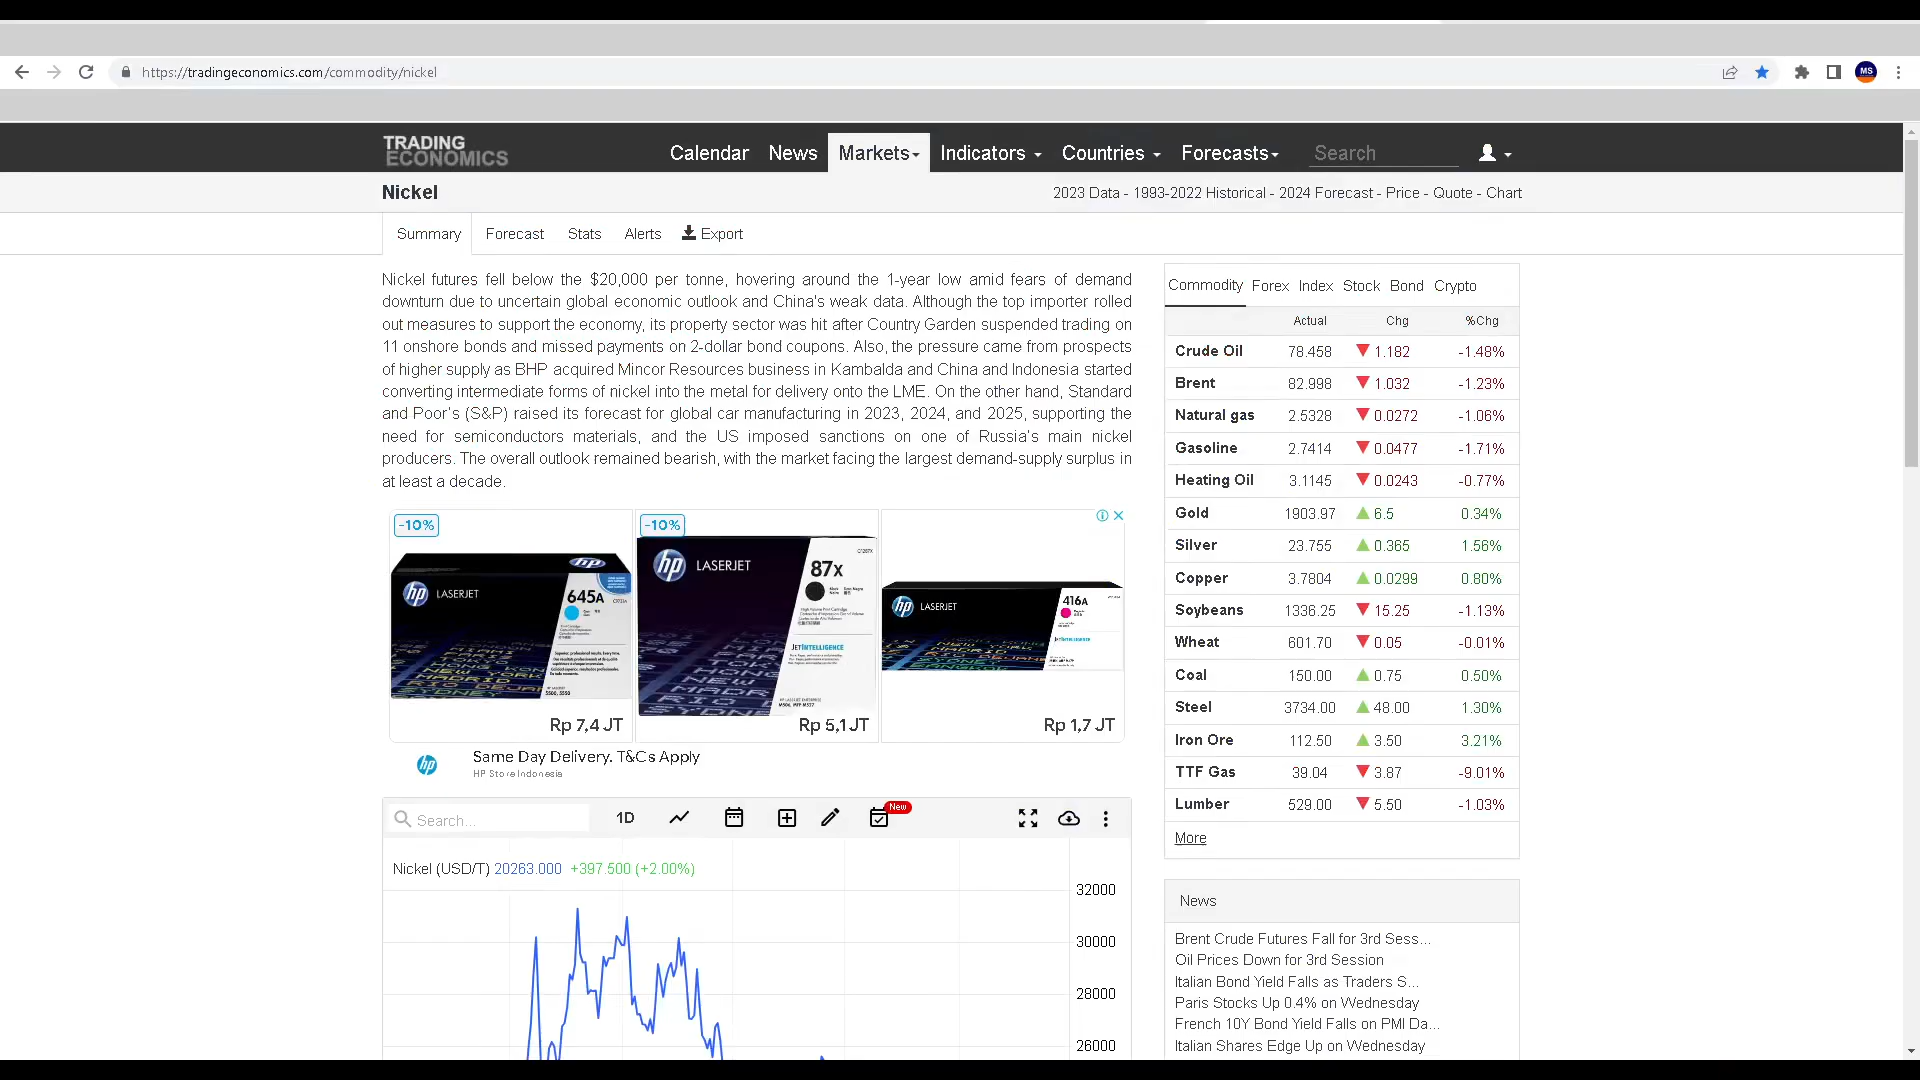 https://tradingeconomics.com/commodity/nickel
MS
TRADING
ECONOMICS
Calendar News Markets Indicators Countries Forecasts Search
Nickel
2023 Data - 1993-2022 Historical - 2024 Forecast - Price - Quote - Chart
Summary Forecast Stats Alerts Export
Nickel futures fell below the $20,000 per tonne, hovering around the 1-year low amid fears of demand
downturn due to uncertain global economic outlook and China's weak data. Although the top importer rolled
out measures to support the economy, its property sector was hit after Country Garden suspended trading on
11 onshore bonds and missed payments on 2-dollar bond coupons. Also, the pressure came from prospects
of higher supply as BHP acquired Mincor Resources business in Kambalda and China and Indonesia started
converting intermediate forms of nickel into the metal for delivery onto the LME. On the other hand, Standard
and Poor's (S&P) raised its forecast for global car manufacturing in 2023, 2024, and 2025, supporting the
need for semiconductors materials, and the US imposed sanctions on one of Russia's main nickel
producers. The overall outlook remained bearish, with the market facing the largest demand-supply surplus in
at least a decade.
-10%
hp LASERJET
hp
645A
Rp 7,4 JT
-10%
hp LASERJET
87x
JETINTELLIGENCE
Rp 5,1 JT
hp LASERJET
416A
Rp 1,7 JT
hp
Same Day Delivery. T&Cs Apply
HP Store Indonesia
Search... 1D New
Nickel (USD/T) 20263.000 +397.500 (+2.00%)
32000
30000
28000
26000
Commodity Forex Index Stock Bond Crypto
Actual Chg %Chg
Crude Oil 78.458 1.182 -1.48%
Brent 82.998 1.032 -1.23%
Natural gas 2.5328 0.0272 -1.06%
Gasoline 2.7414 0.0477 -1.71%
Heating Oil 3.1145 0.0243 -0.77%
Gold 1903.97 6.5 0.34%
Silver 23.755 0.365 1.56%
Copper 3.7804 0.0299 0.80%
Soybeans 1336.25 15.25 -1.13%
Wheat 601.70 0.05 -0.01%
Coal 150.00 0.75 0.50%
Steel 3734.00 48.00 1.30%
Iron Ore 112.50 3.50 3.21%
TTF Gas 39.04 3.87 -9.01%
Lumber 529.00 5.50 -1.03%
More
News
Brent Crude Futures Fall for 3rd Sess...
Oil Prices Down for 3rd Session
Italian Bond Yield Falls as Traders S...
Paris Stocks Up 0.4% on Wednesday
French 10Y Bond Yield Falls on PMI Da...
Italian Shares Edge Up on Wednesday